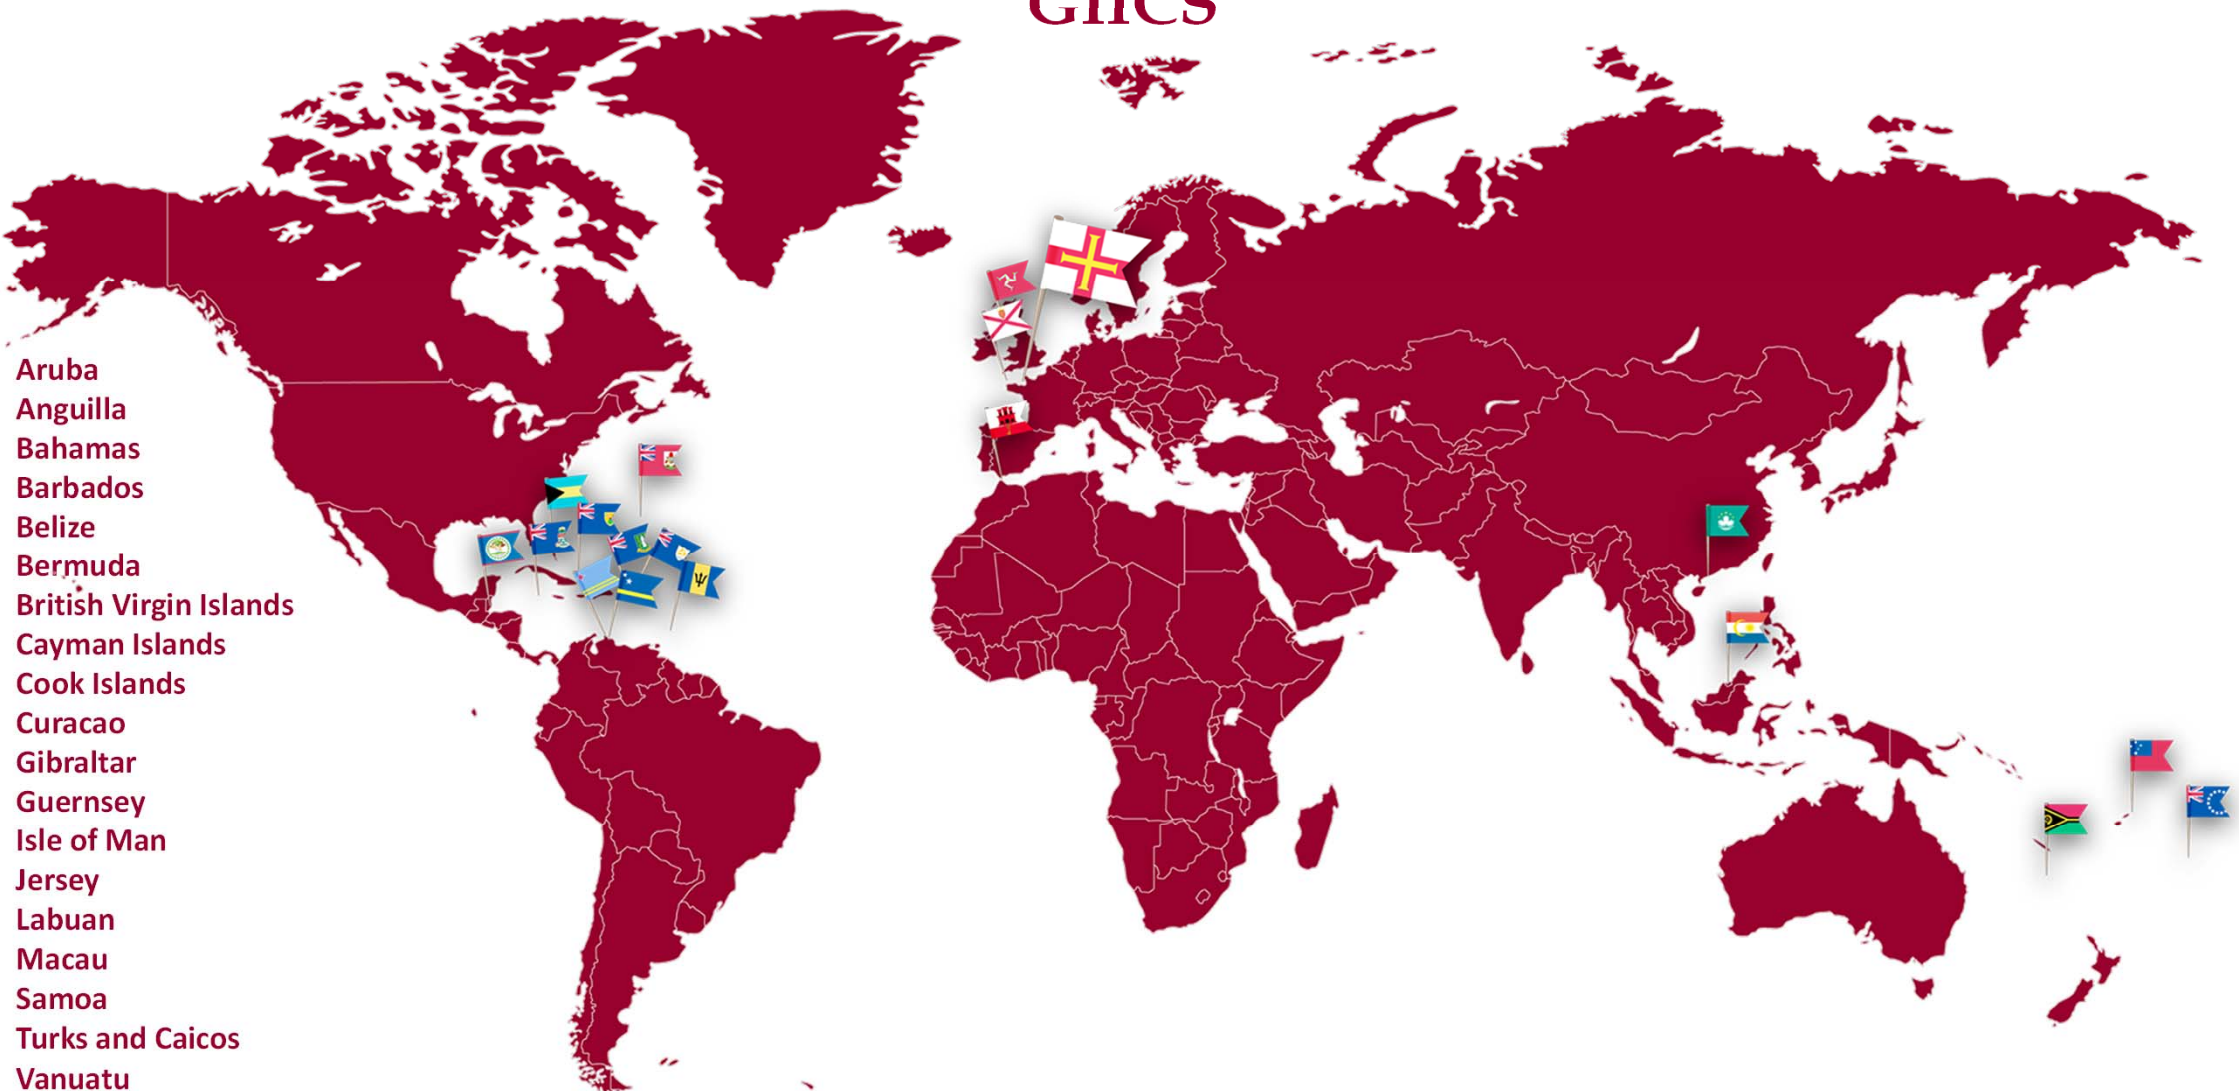 GIICS
Aruba
Anguilla
Bahamas
Barbados
Belize
Bermuda
British Virgin Islands
Cayman Islands
Cook Islands
Curacao
Gibraltar
Guernsey
Isle of Man
Jersey
Labuan
Macau
Samoa
Turks and Caicos
Vanuatu